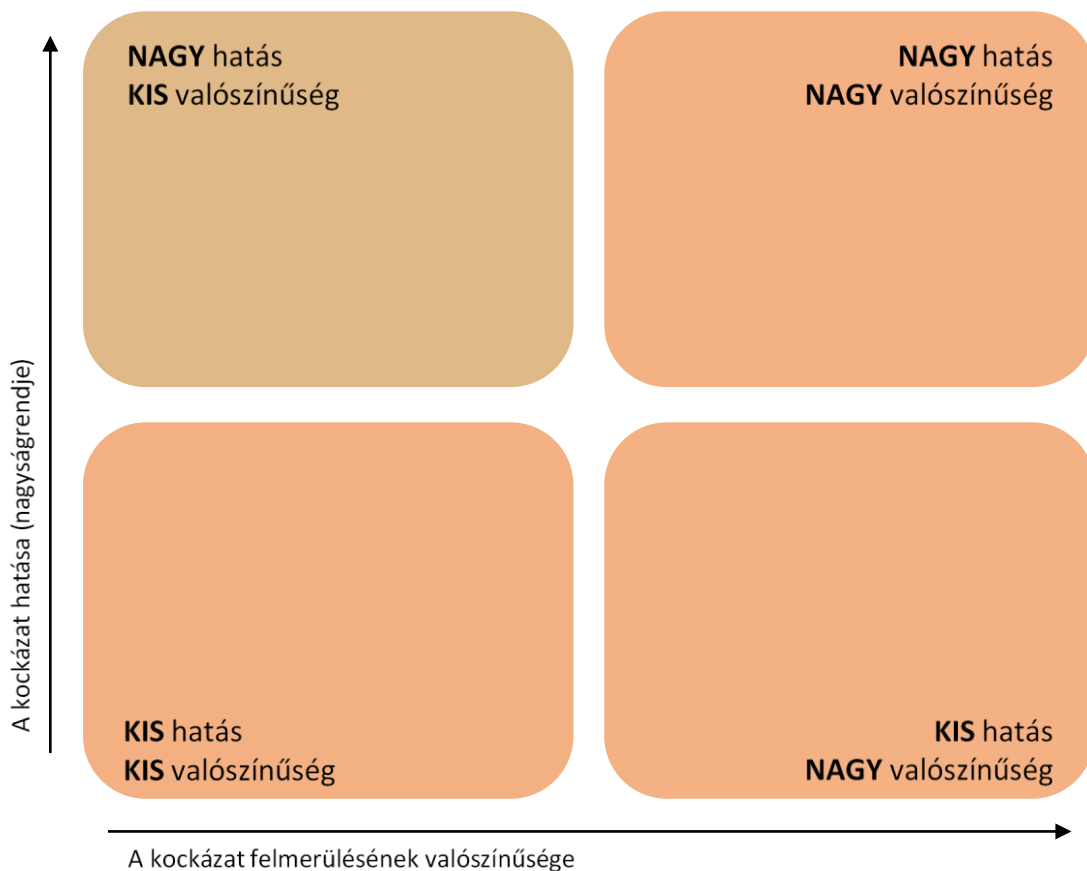 NAGY hatás
KIS valószínűség
NAGY hatás
NAGY valószínűség
A kockázat hatása (nagyságrendje)
KIS hatás
KIS valószínűség
KIS hatás
NAGY valószínűség
A kockázat felmerülésének valószínűsége